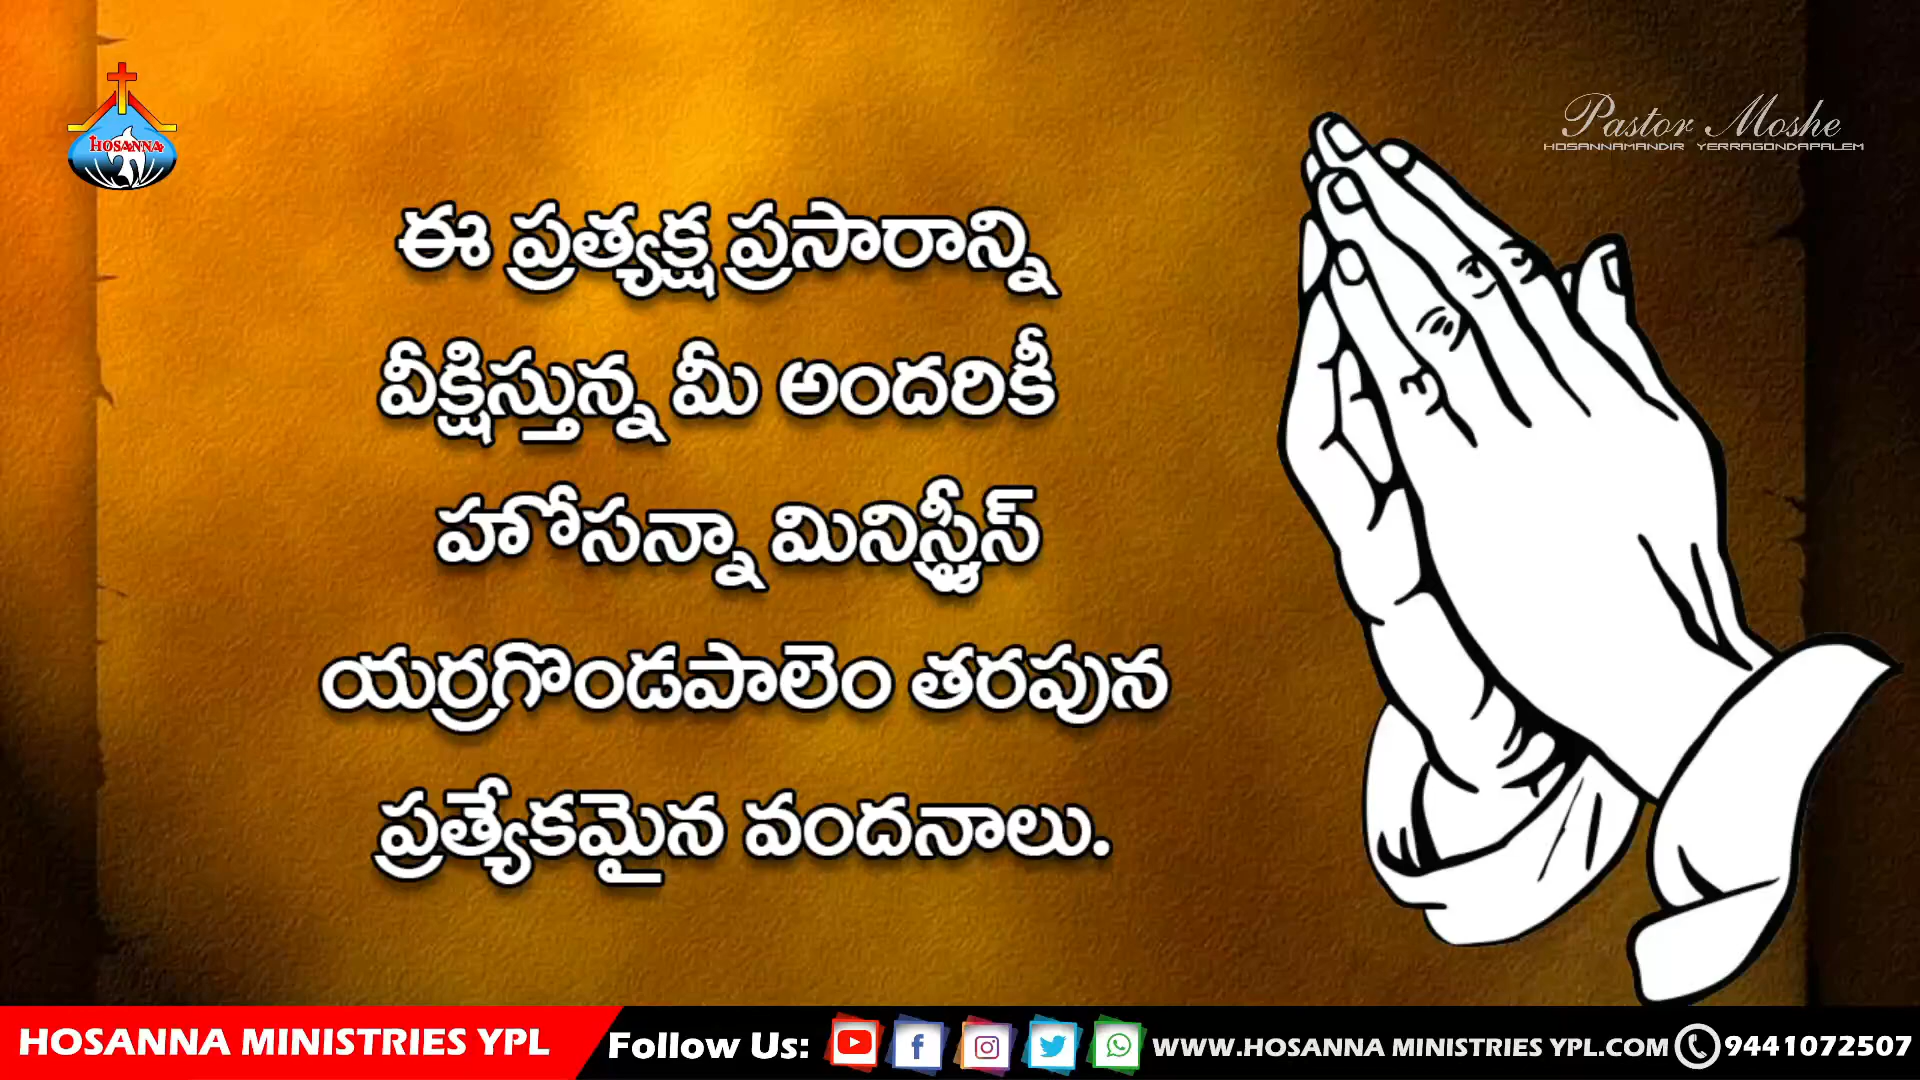 HOSANNA
Pastor Moshe
HOSANNAMANDIR YERRAGONDAPALEM
ఈ ప్రత్యక్ష ప్రసారాన్ని
వీక్షిస్తున్న మీ అందరికీ
హోసన్నా మినిస్ట్రీస్
యర్రగొండపాలెం తరపున
ప్రత్యేకమైన వందనాలు.
HOSANNA MINISTRIES YPL Follow Us: WWW.HOSANNA MINISTRIES YPL.COM 9441072507